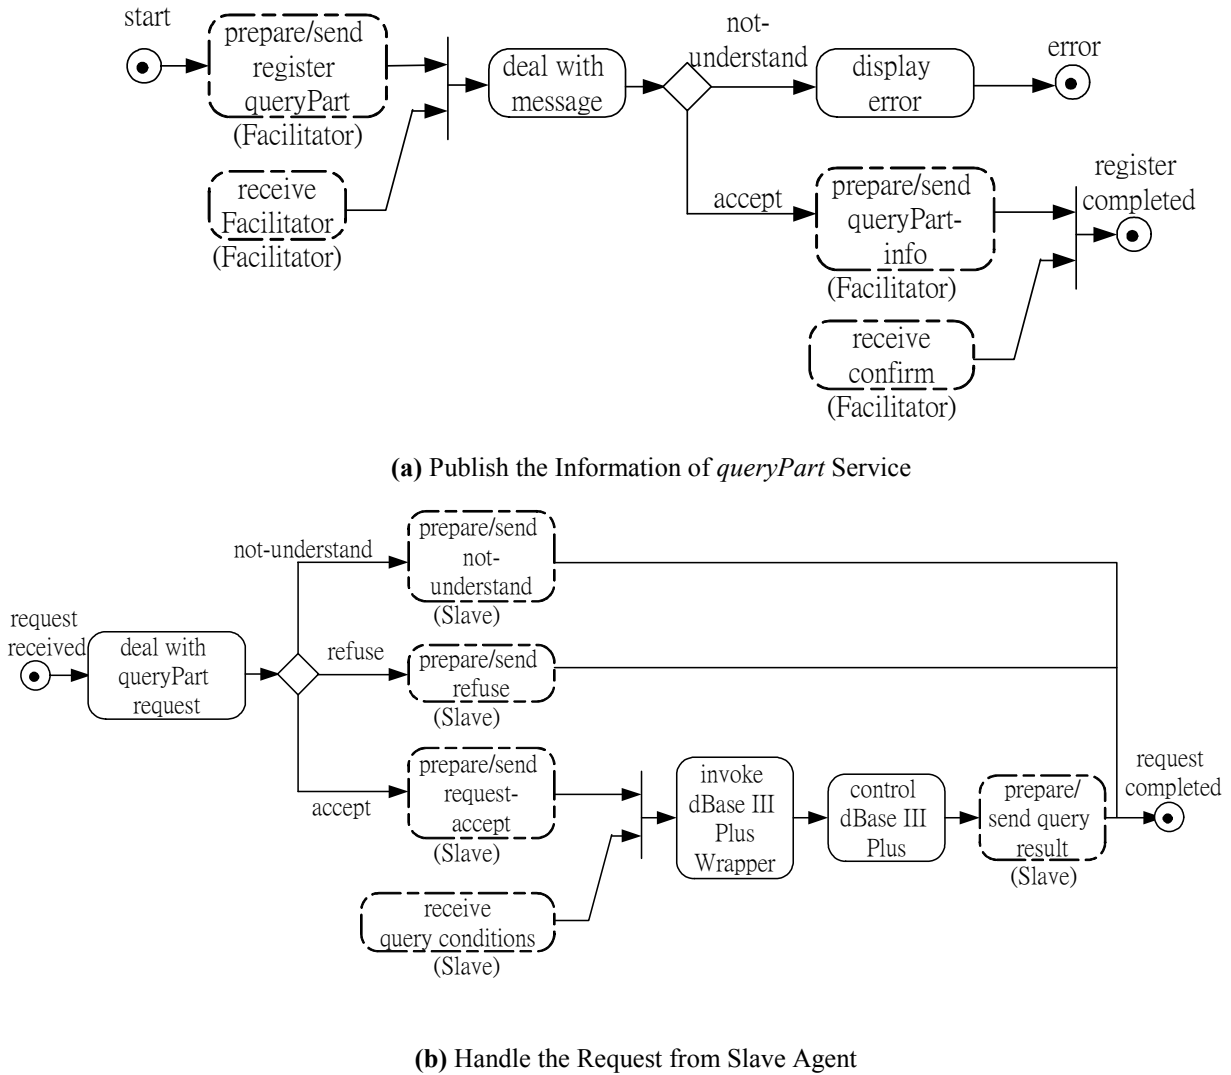 start
prepare/send
register
queryPart
(Facilitator)
receive
Facilitator
(Facilitator)
deal with
message
not-
understand
display
error
error
accept
prepare/send
queryPart-
info
(Facilitator)
receive
confirm
(Facilitator)
register
completed
(a) Publish the Information of queryPart Service
request
received
deal with
queryPart
request
not-understand
prepare/send
not-
understand
(Slave)
refuse
prepare/send
refuse
(Slave)
accept
prepare/send
request-
accept
(Slave)
receive
query conditions
(Slave)
invoke
dBase III
Plus
Wrapper
control
dBase III
Plus
prepare/
send query
result
(Slave)
request
completed
(b) Handle the Request from Slave Agent